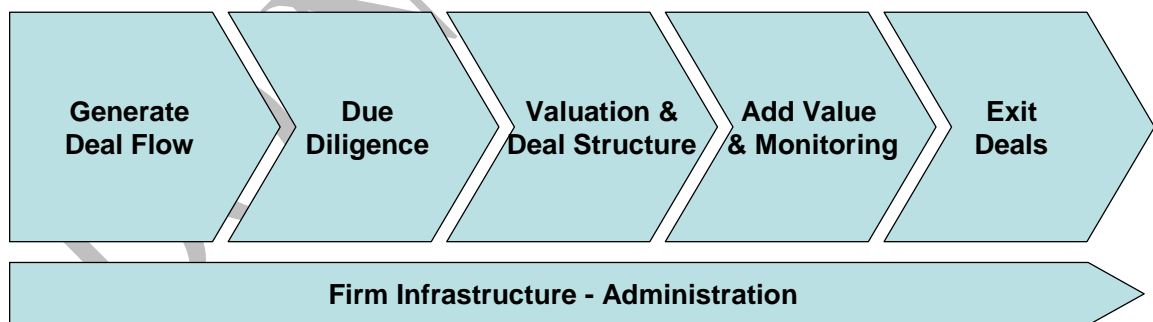 Generate
Deal Flow
Due
Diligence
Valuation &
Deal Structure
Add Value
& Monitoring
Exit
Deals
Firm Infrastructure - Administration